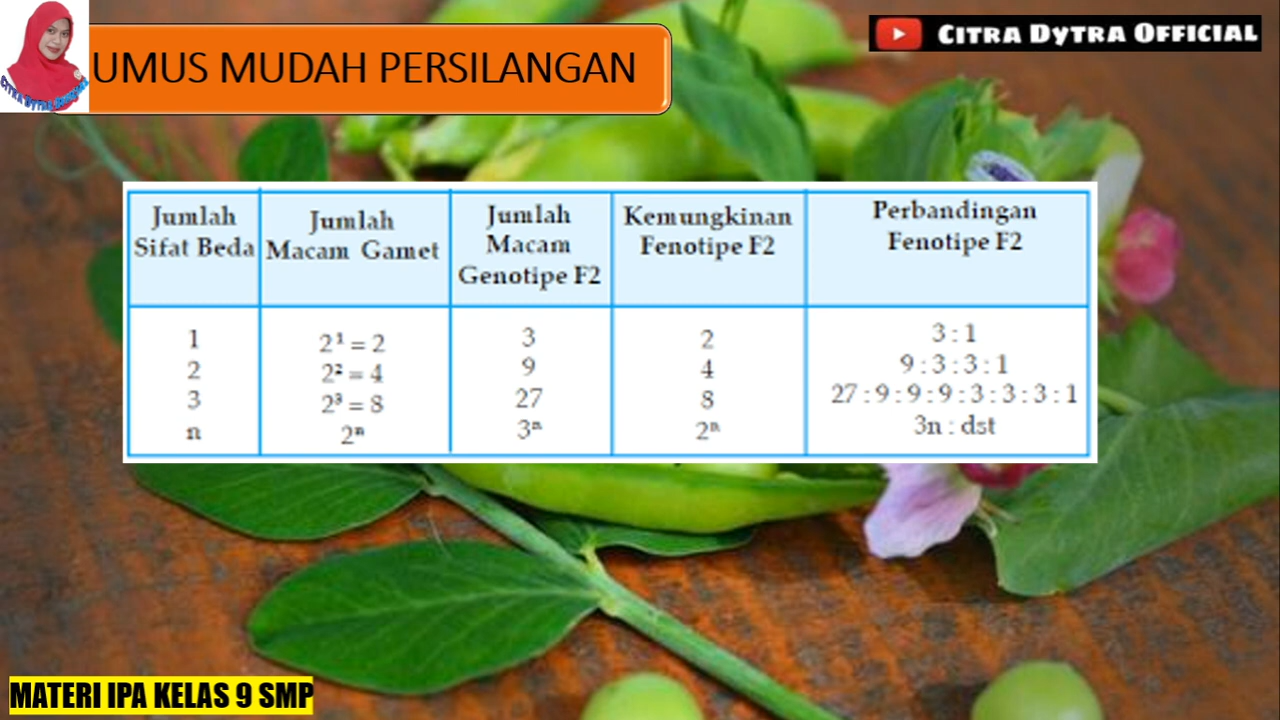 UMUS MUDAH PERSILANGAN
CITRA DYTRA OFFICIAL
Jumlah Sifat Beda
Jumlah Macam Gamet
Jumlah Macam Genotipe F2
Kemungkinan Fenotipe F2
Perbandingan Fenotipe F2
1 2¹ = 2 3 2 3 : 1
2 2² = 4 9 4 9 : 3 : 3 : 1
3 2³ = 8 27 8 27 : 9 : 9 : 9 : 3 : 3 : 3 : 1
n 2ⁿ 3ⁿ 2ⁿ 3n : dst
MATERI IPA KELAS 9 SMP